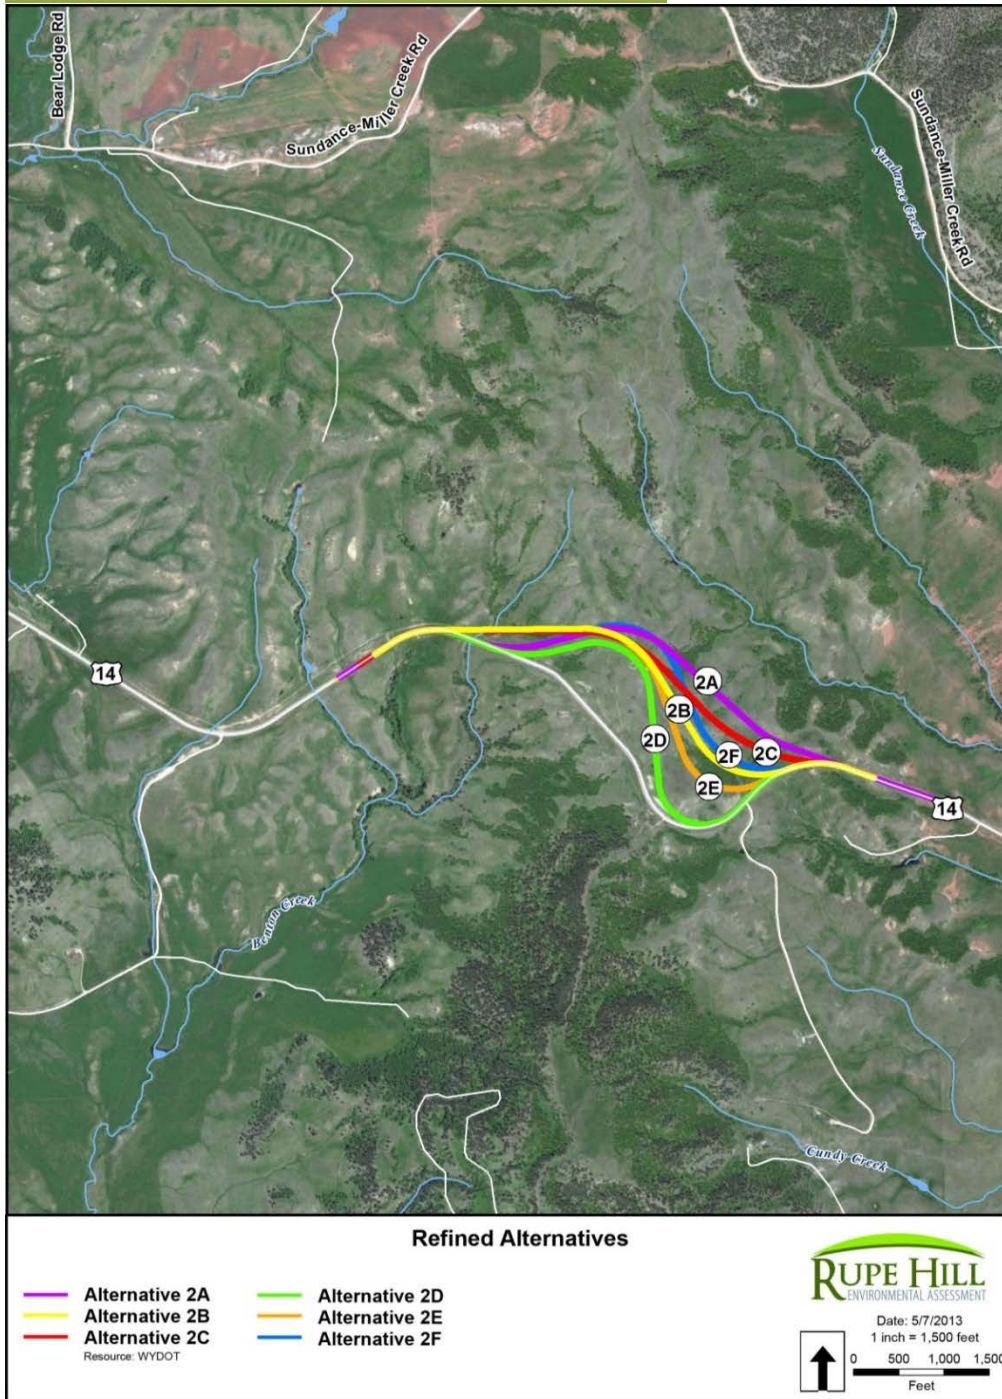 Bear Lodge Rd
Sundance-Miller Creek Rd
Sundance-Miller Creek Rd
Sundance Creek
14
2A
2B
2C
2D
2F
2E
14
Benton Creek
Cundy Creek
Refined Alternatives
Alternative 2A
Alternative 2B
Alternative 2C
Resource: WYDOT
Alternative 2D
Alternative 2E
Alternative 2F
RUPE HILL
ENVIRONMENTAL ASSESSMENT
Date: 5/7/2013
1 inch = 1,500 feet
0 500 1,000 1,500
Feet